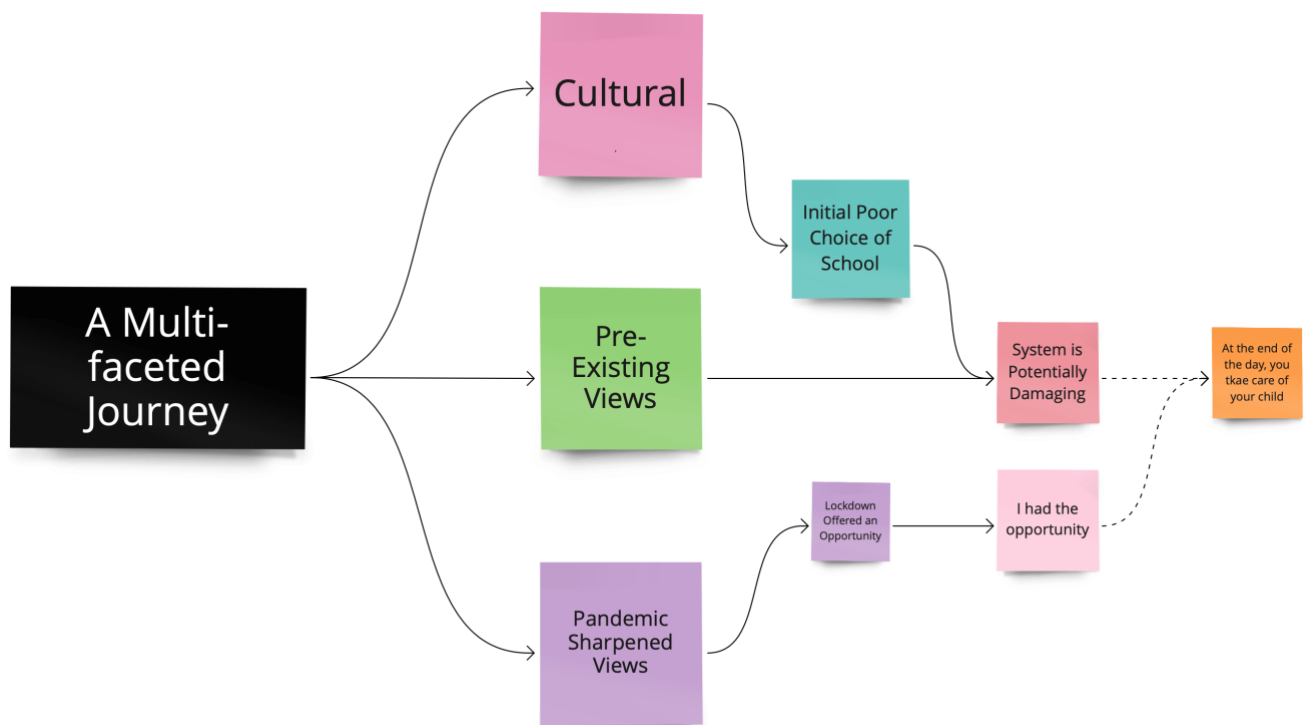 A Multi-
faceted
Journey
Cultural
.
Initial Poor
Choice of
School
Pre-
Existing
Views
System is
Potentially
Damaging
At the end of
the day, you
tkae care of
your child
Lockdown
Offered an
Opportunity
I had the
opportunity
Pandemic
Sharpened
Views